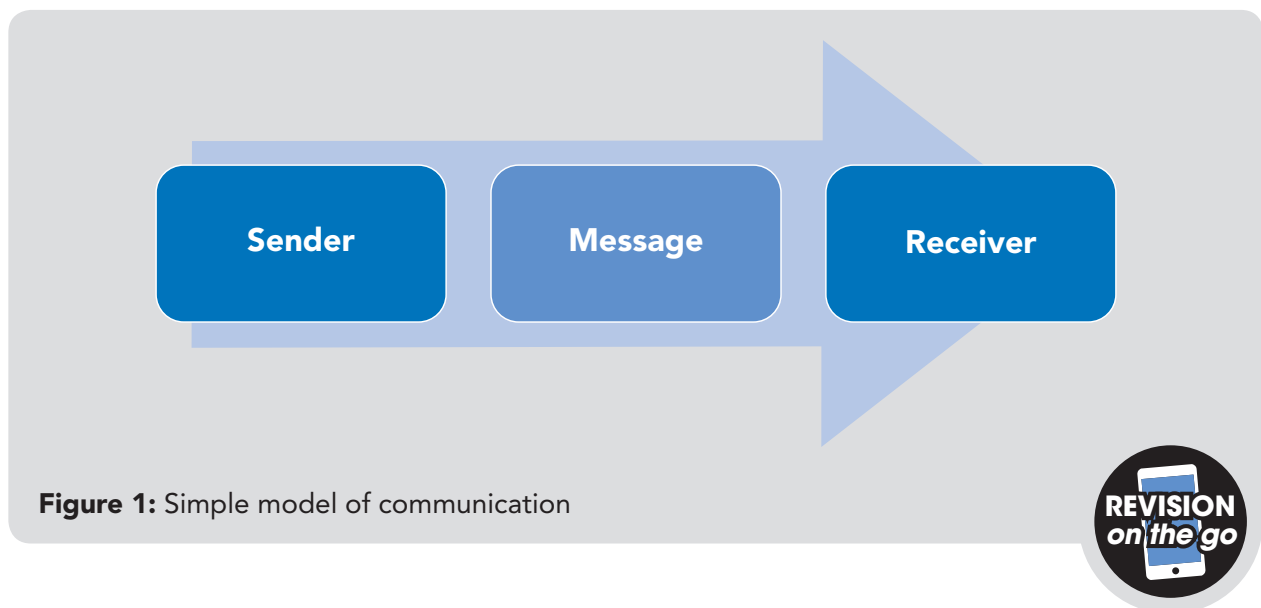 Sender
Message
Receiver
Figure 1: Simple model of communication
REVISION
on the go